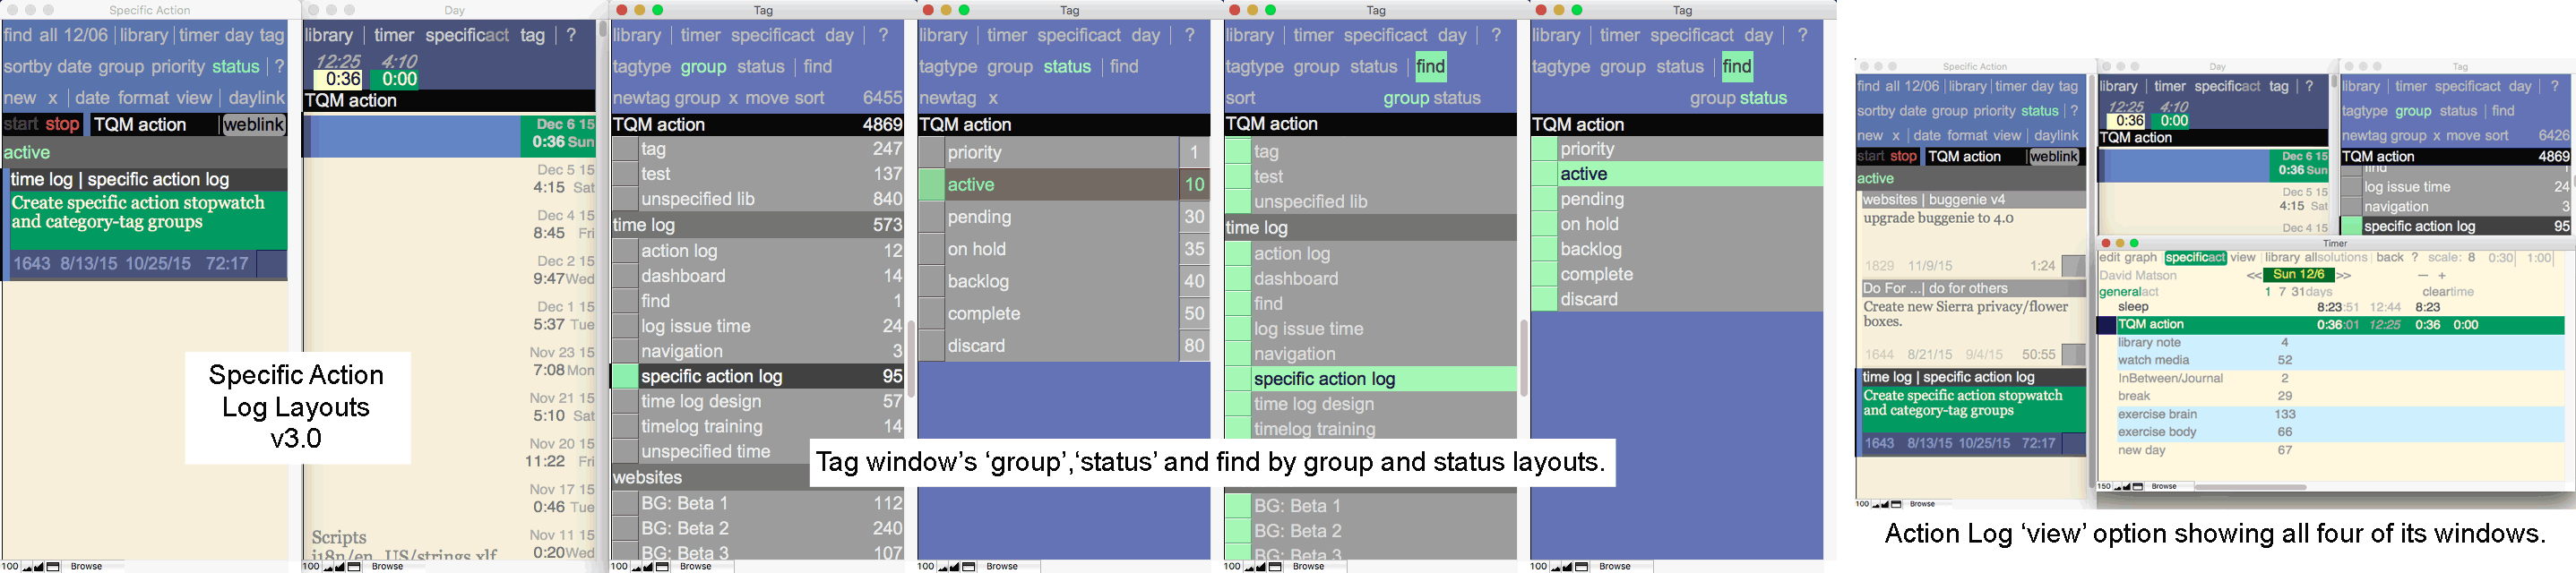 Specific Action
find all 12/06 | library | timer day tag
sortby date group priority status | ?
new x | date format view | daylink
start stop TQM action weblink
active
time log | specific action log
Create specific action stopwatch
and category-tag groups
1643 8/13/15 10/25/15 72:17
100 Browse
Specific Action
Log Layouts
v3.0
Day
library | timer specificact tag | ?
12:25 4:10
0:36 0:00
TQM action
Dec 6 15
0:36 Sun
Dec 5 15
4:15 Sat
Dec 4 15
8:45 Fri
Dec 2 15
9:47 Wed
Dec 1 15
5:37 Tue
Nov 23 15
7:08 Mon
Nov 21 15
5:10 Sat
Nov 20 15
11:22 Fri
Nov 17 15
0:46 Tue
Nov 11 15
0:20 Wed
Scripts
i18n/en_US/strings.xlf
100 Browse
Tag
library | timer specificact day | ?
tagtype group status | find
newtag group x move sort 6455
TQM action 4869
tag 247
test 137
unspecified lib 840
time log 573
action log 12
dashboard 14
find 1
log issue time 24
navigation 3
specific action log 95
time log design 57
timelog training 14
unspecified time
websites
BG: Beta 1 112
BG: Beta 2 240
BG: Beta 3 107
100 Browse
Tag
library | timer specificact day | ?
tagtype group status | find
newtag x
TQM action
priority 1
active 10
pending 30
on hold 35
backlog 40
complete 50
discard 80
100 Browse
Tag window's ‘group’,‘status’ and find by group and status layouts.
Tag
library | timer specificact day | ?
tagtype group status | find
sort group status
TQM action
tag
test
unspecified lib
time log
action log
dashboard
find
log issue time
navigation
specific action log
time log design
timelog training
BG: Beta 1
BG: Beta 2
BG: Beta 3
100 Browse
Tag
library | timer specificact day | ?
tagtype group status | find
group status
TQM action
priority
active
pending
on hold
backlog
complete
discard
100 Browse
Specific Action
find all 12/06 | library | timer day tag
sortby date group priority status | ?
new x | date format view | daylink
start stop TQM action weblink
active
websites | buggenie v4
upgrade buggenie to 4.0
1829 11/9/15 1:24
Do For ...| do for others
Create new Sierra privacy/flower
boxes.
1644 8/21/15 9/4/15 50:55
time log | specific action log
Create specific action stopwatch
and category-tag groups
1643 8/13/15 10/25/15 72:17
100 Browse
Day
library | timer specificact tag | ?
12:25 4:10
0:36 0:00
TQM action
Dec 6 15
0:36 Sun
Dec 5 15
4:15 Sat
Dec 4 15
Tag
library | timer specificact day | ?
tagtype group status | find
newtag group x move sort 6426
TQM action 4869
find 1
log issue time 24
navigation 3
specific action log 95
Timer
edit graph | specificact view | library allsolutions | back ? scale: 8 0:30 | 1:00 |
David Matson << Sun 12/6 >> — +
generalact 1 7 31days cleartime
sleep 8:23:51 12:44 8:23
TQM action 0:36:01 12:25 0:36 0:00
library note 4
watch media 52
InBetween/Journal 2
break 29
exercise brain 133
exercise body 66
new day 67
150 Browse
Action Log ‘view’ option showing all four of its windows.